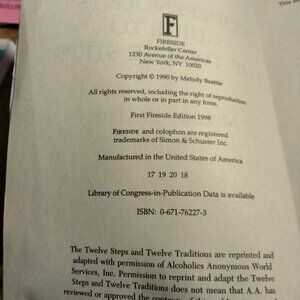 This Bo
F
FIRESIDE
Rockefeller Center
1230 Avenue of the Americas
New York, NY 10020
Copyright © 1990 by Melody Beattie
All rights reserved, including the right of reproduction
in whole or in part in any form.
First Fireside Edition 1998
FIRESIDE and colophon are registered
trademarks of Simon & Schuster Inc.
Manufactured in the United States of America
17 19 20 18
Library of Congress-in-Publication Data is available
ISBN: 0-671-76227-3
The Twelve Steps and Twelve Traditions are reprinted and
adapted with permission of Alcoholics Anonymous World
Services, Inc. Permission to reprint and adapt the Twelve
Steps and Twelve Traditions does not mean that A.A. has
reviewed or approved the contents of this